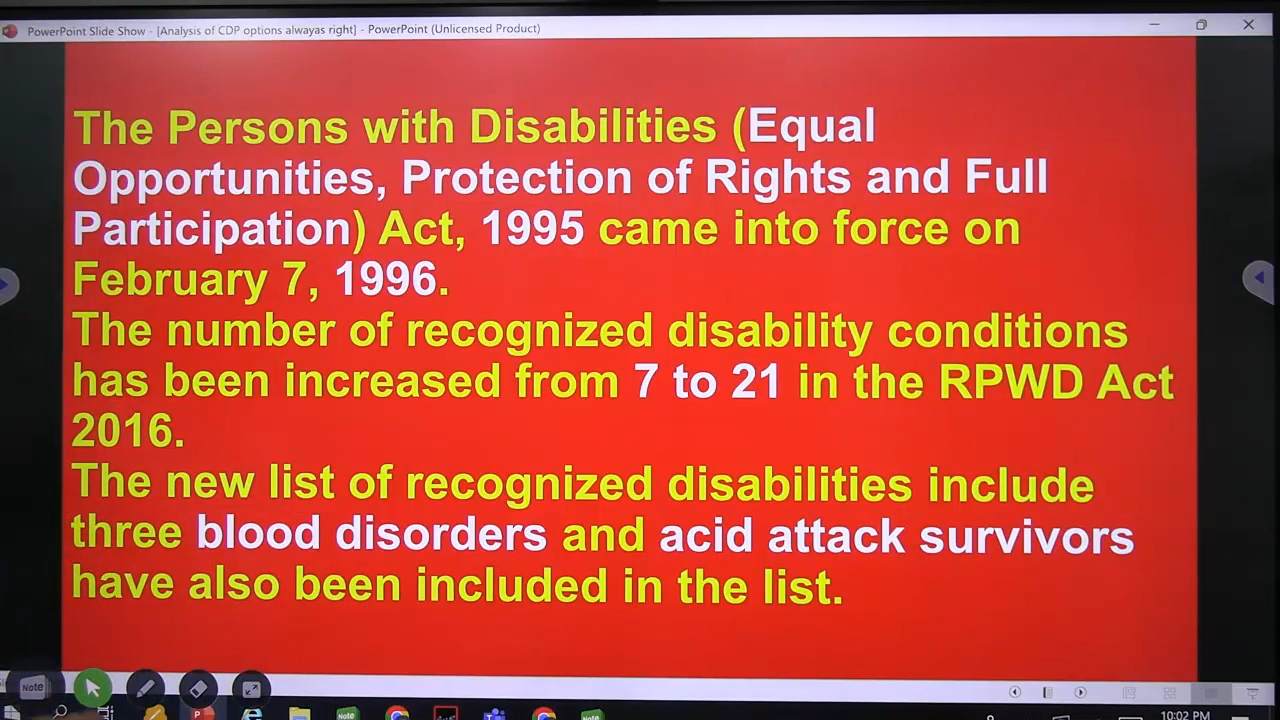 PowerPoint Slide Show - [Analysis of CDP options alwayas right] - PowerPoint (Unlicensed Product)
The Persons with Disabilities (Equal
Opportunities, Protection of Rights and Full
Participation) Act, 1995 came into force on
February 7, 1996.
The number of recognized disability conditions
has been increased from 7 to 21 in the RPWD Act
2016.
The new list of recognized disabilities include
three blood disorders and acid attack survivors
have also been included in the list.
Note
Note
Note
10:02 PM